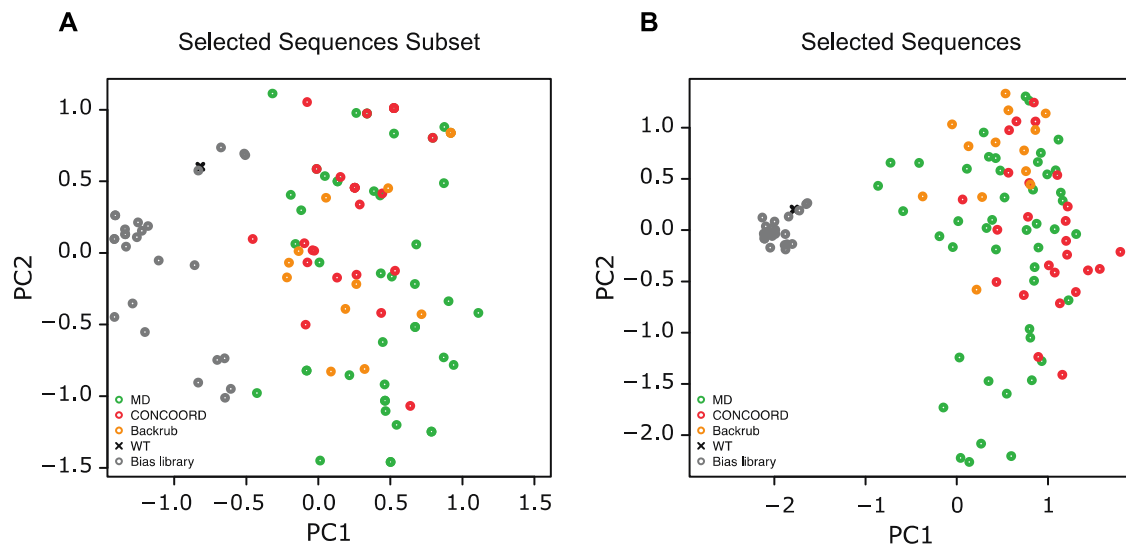 A
Selected Sequences Subset
PC2
1.0
0.5
0.0
−0.5
−1.0
−1.5
MD
CONCOORD
Backrub
WT
Bias library
−1.0
−0.5
0.0
0.5
1.0
1.5
PC1
B
Selected Sequences
PC2
1.0
0.5
0.0
−0.5
−1.0
−1.5
−2.0
MD
CONCOORD
Backrub
WT
Bias library
−2
−1
0
1
PC1